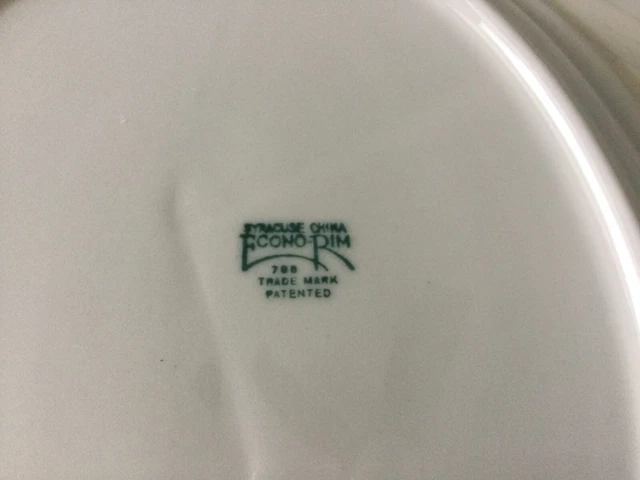 SYRACUSE CHINA
ECONO-RIM
TRADE MARK
PATENTED